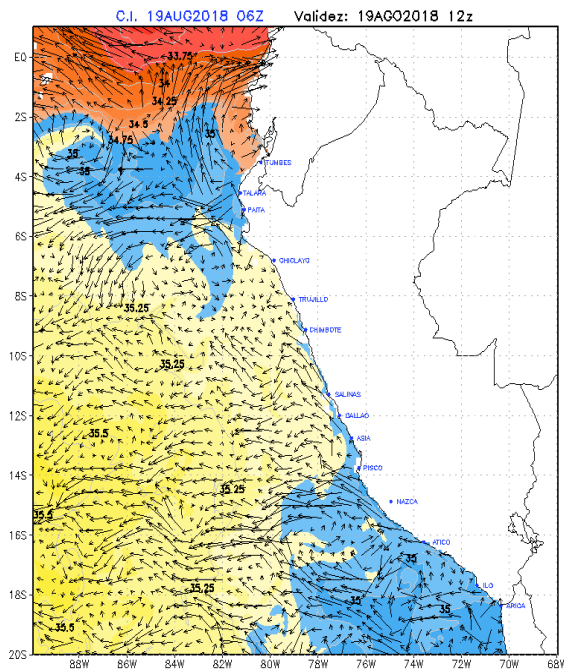 C.I. 19AUG2018 06Z Validez: 19AGO2018 12z
EQ
33.75
34
34.25
2S
34.5
35
34.75
35
TUMBES
35
4S
TALARA
PAITA
6S
CHICLAYO
8S
TRUJILLO
35.25
CHIMBOTE
10S
35.25
SALINAS
12S
CALLAO
35.5
ASIA
PISCO
14S
35.25
NAZCA
35.5
16S
ATICO
35
ILO
35.25
18S
35
35
ARICA
35.5
20S
88W 86W 84W 82W 80W 78W 76W 74W 72W 70W 68W